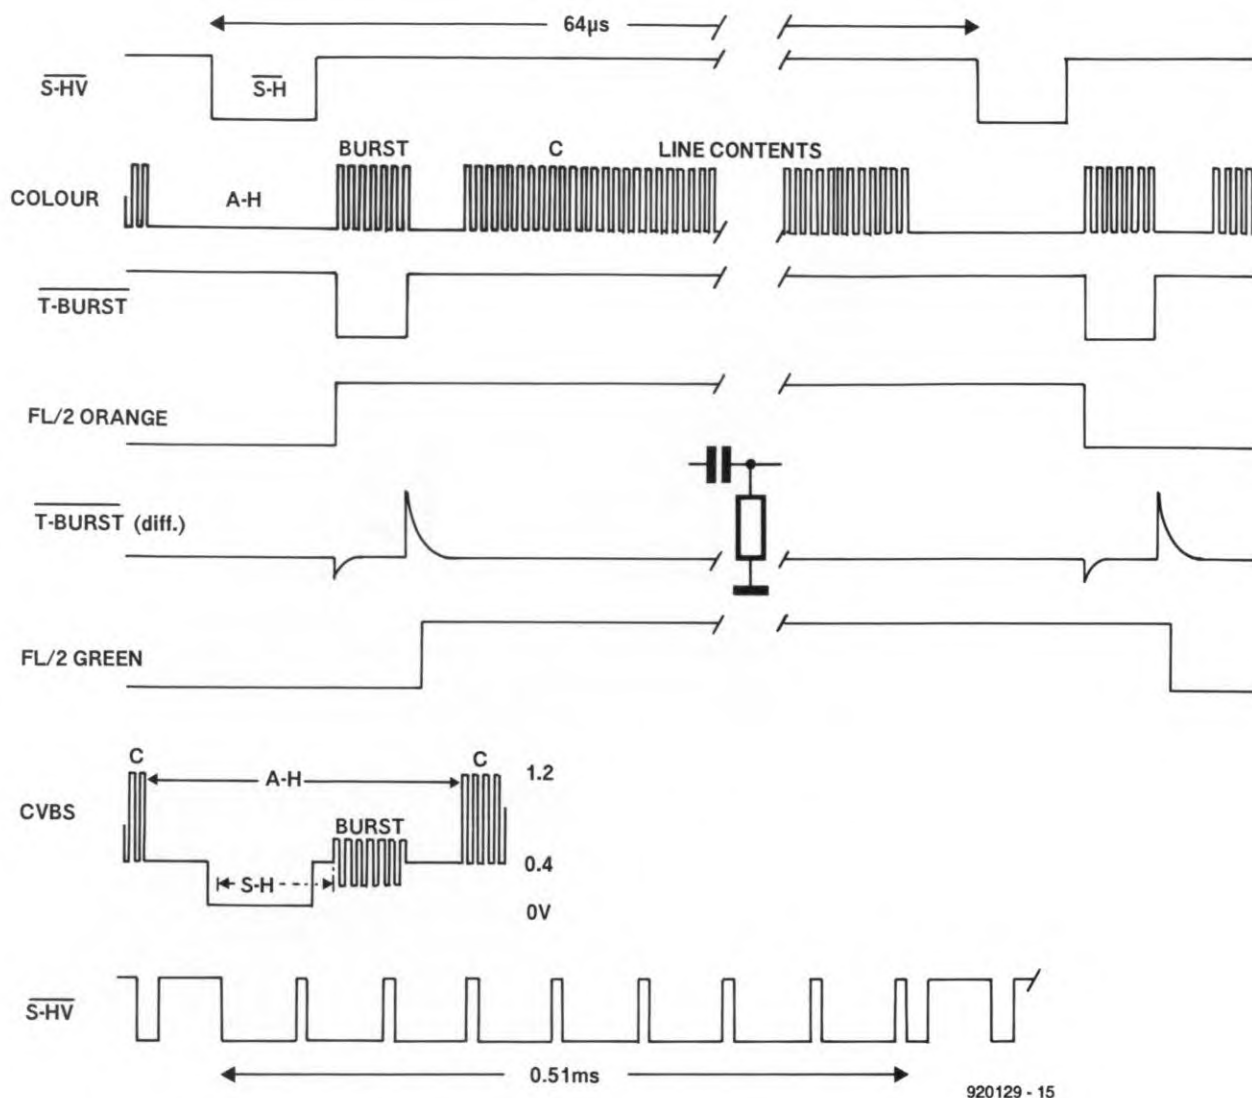 64µs
S-HV
S-H
BURST C LINE CONTENTS
COLOUR A-H
T-BURST
FL/2 ORANGE
T-BURST (diff.)
FL/2 GREEN
C C
A-H 1.2
CVBS
BURST
0.4
S-H
0V
S-HV
0.51ms
920129 - 15